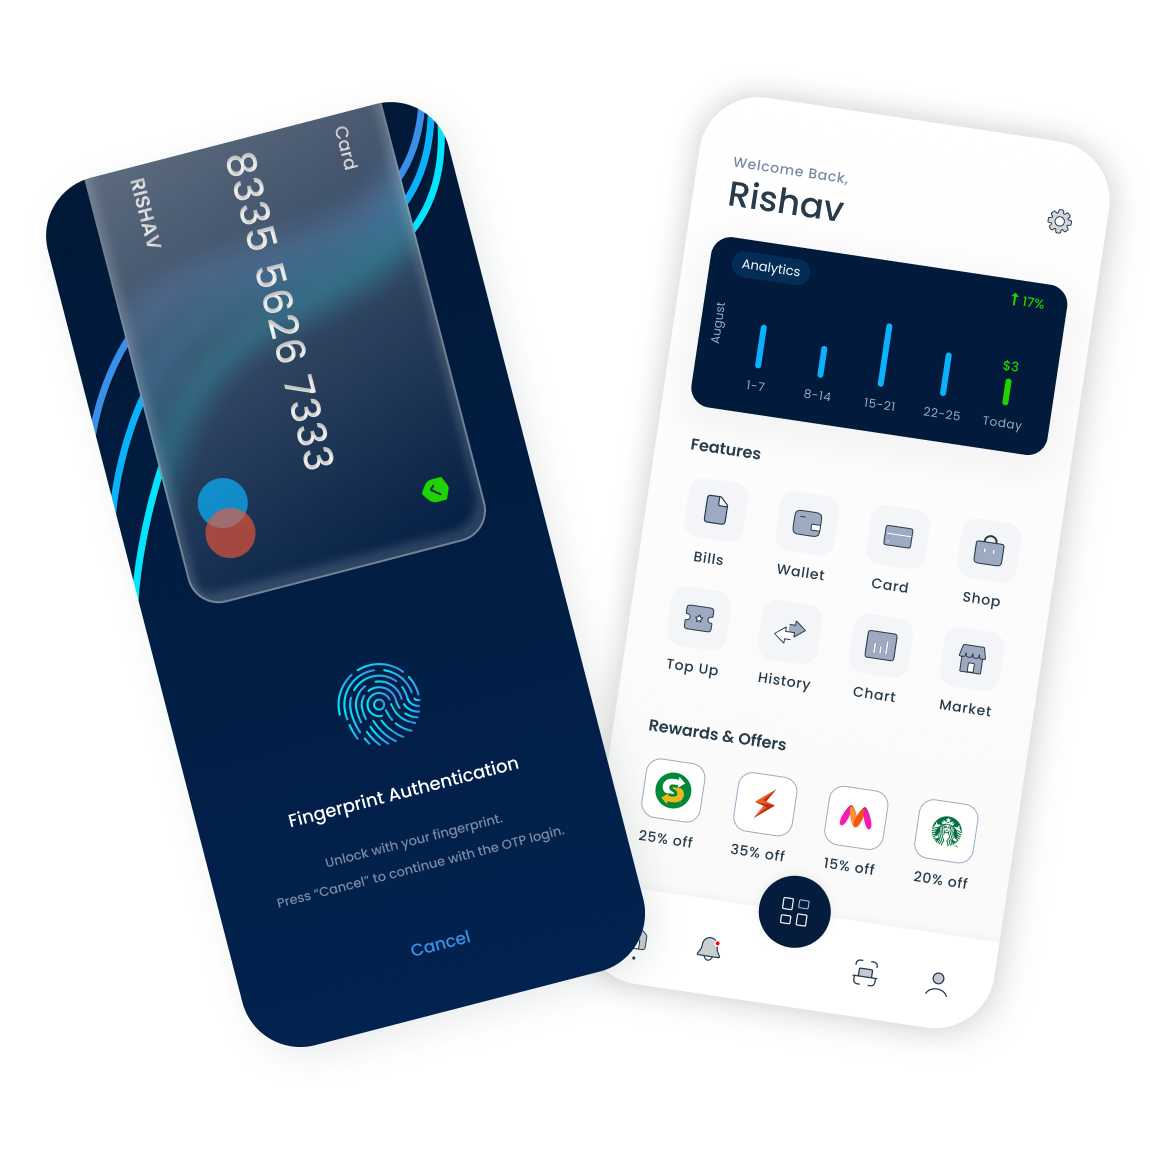 Card
8335 5626 7333
RISHAV
Fingerprint Authentication
Unlock with your fingerprint.
Press “Cancel” to continue with the OTP login.
Cancel
Welcome Back,
Rishav
Analytics
↑ 17%
August
$3
1-7
8-14
15-21
22-25
Today
Features
Bills
Wallet
Card
Shop
Top Up
History
Chart
Market
Rewards & Offers
S
25% off
35% off
15% off
20% off